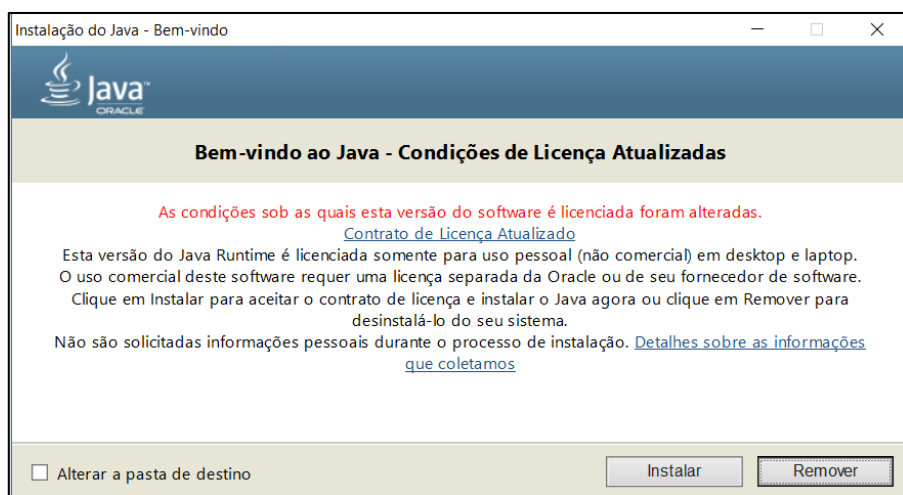 Instalação do Java - Bem-vindo
Java™
ORACLE
Bem-vindo ao Java - Condições de Licença Atualizadas
As condições sob as quais esta versão do software é licenciada foram alteradas.
Contrato de Licença Atualizado
Esta versão do Java Runtime é licenciada somente para uso pessoal (não comercial) em desktop e laptop.
O uso comercial deste software requer uma licença separada da Oracle ou de seu fornecedor de software.
Clique em Instalar para aceitar o contrato de licença e instalar o Java agora ou clique em Remover para
desinstalá-lo do seu sistema.
Não são solicitadas informações pessoais durante o processo de instalação. Detalhes sobre as informações
que coletamos
Alterar a pasta de destino
Instalar
Remover